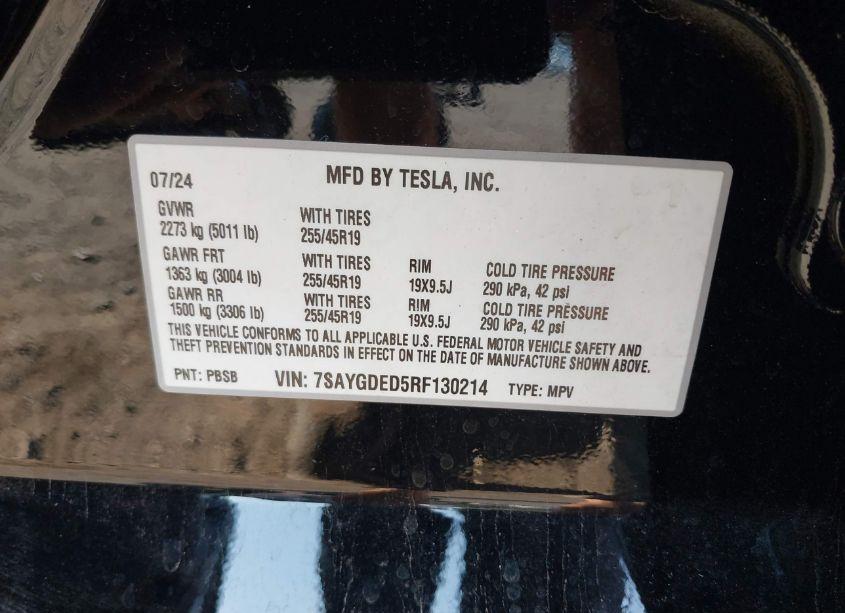 07/24 MFD BY TESLA, INC.
GVWR WITH TIRES
2273 kg (5011 lb) 255/45R19
GAWR FRT WITH TIRES RIM COLD TIRE PRESSURE
1363 kg (3004 lb) 255/45R19 19X9.5J 290 kPa, 42 psi
GAWR RR WITH TIRES RIM COLD TIRE PRESSURE
1500 kg (3306 lb) 255/45R19 19X9.5J 290 kPa, 42 psi
THIS VEHICLE CONFORMS TO ALL APPLICABLE U.S. FEDERAL MOTOR VEHICLE SAFETY AND
THEFT PREVENTION STANDARDS IN EFFECT ON THE DATE OF MANUFACTURE SHOWN ABOVE.
PNT: PBSB VIN: 7SAYGDED5RF130214 TYPE: MPV